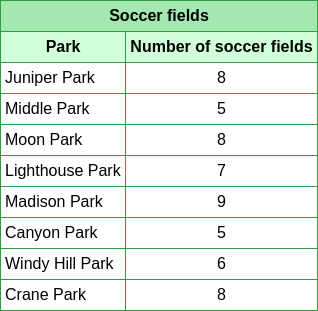 Soccer fields
Park Number of soccer fields
Juniper Park 8
Middle Park 5
Moon Park 8
Lighthouse Park 7
Madison Park 9
Canyon Park 5
Windy Hill Park 6
Crane Park 8